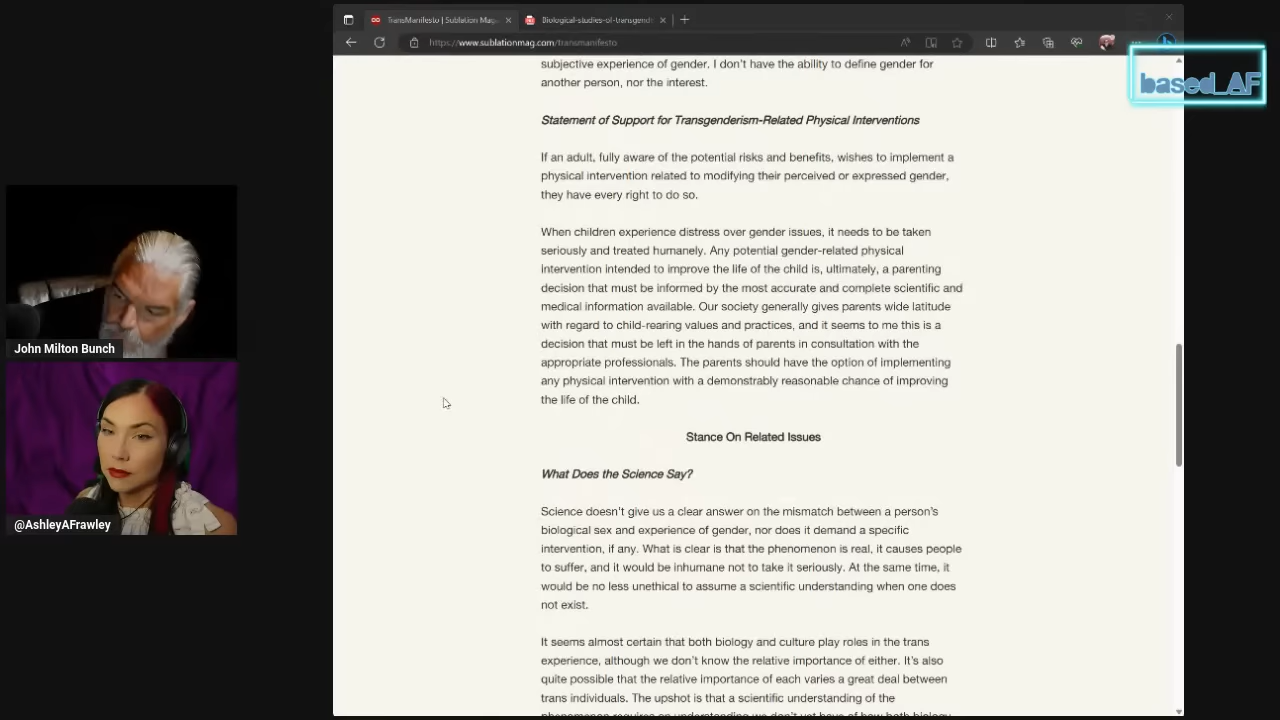 TransManifesto | Sublation Mag
Biological-studies-of-transgend
https://www.sublationmag.com/transmanifesto
based_AF
subjective experience of gender. I don't have the ability to define gender for
another person, nor the interest.
Statement of Support for Transgenderism-Related Physical Interventions
If an adult, fully aware of the potential risks and benefits, wishes to implement a
physical intervention related to modifying their perceived or expressed gender,
they have every right to do so.
When children experience distress over gender issues, it needs to be taken
seriously and treated humanely. Any potential gender-related physical
intervention intended to improve the life of the child is, ultimately, a parenting
decision that must be informed by the most accurate and complete scientific and
medical information available. Our society generally gives parents wide latitude
with regard to child-rearing values and practices, and it seems to me this is a
decision that must be left in the hands of parents in consultation with the
appropriate professionals. The parents should have the option of implementing
any physical intervention with a demonstrably reasonable chance of improving
the life of the child.
Stance On Related Issues
What Does the Science Say?
Science doesn't give us a clear answer on the mismatch between a person's
biological sex and experience of gender, nor does it demand a specific
intervention, if any. What is clear is that the phenomenon is real, it causes people
to suffer, and it would be inhumane not to take it seriously. At the same time, it
would be no less unethical to assume a scientific understanding when one does
not exist.
It seems almost certain that both biology and culture play roles in the trans
experience, although we don't know the relative importance of either. It's also
quite possible that the relative importance of each varies a great deal between
trans individuals. The upshot is that a scientific understanding of the
phenomenon requires an understanding we don't yet have of how both biology
John Milton Bunch
@AshleyAFrawley